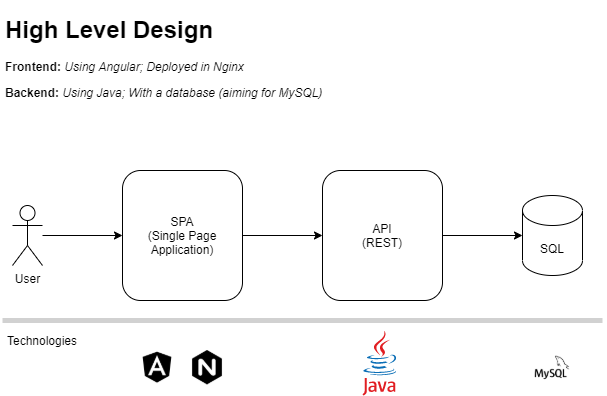 High Level Design
Frontend: Using Angular; Deployed in Nginx
Backend: Using Java; With a database (aiming for MySQL)
User
SPA
(Single Page
Application)
API
(REST)
SQL
Technologies
A
N
Java
MySQL